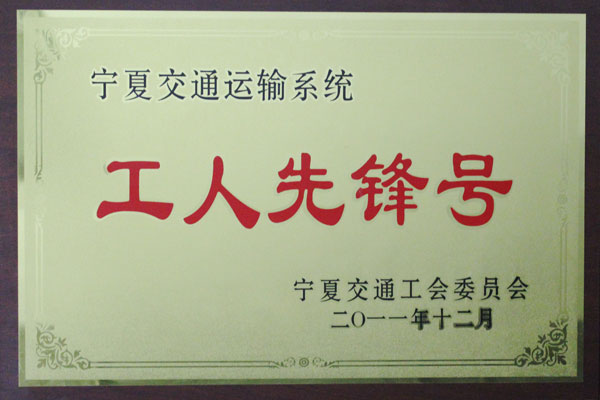 宁夏交通运输系统
工人先锋号
宁夏交通工会委员会
二〇一一年十二月